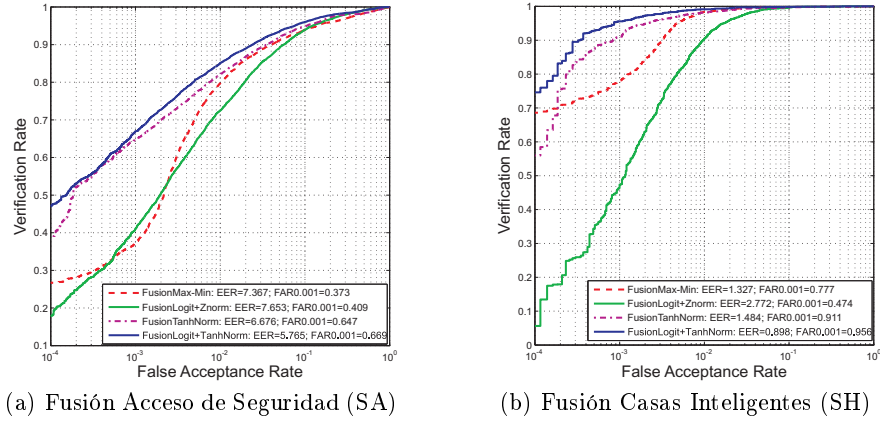 1
0.9
0.8
0.7
0.6
0.5
0.4
0.3
0.2
0.1
Verification Rate
FusionMax-Min: EER=7.367; FAR0.001=0.373
FusionLogit+Znorm: EER=7.653; FAR0.001=0.409
FusionTanhNorm: EER=6.676; FAR0.001=0.647
FusionLogit+TanhNorm: EER=5.765; FAR0.001=0.669
10-4 10-3 10-2 10-1 100
False Acceptance Rate
(a) Fusión Acceso de Seguridad (SA)
1
0.9
0.8
0.7
0.6
0.5
0.4
0.3
0.2
0.1
0
Verification Rate
FusionMax-Min: EER=1.327; FAR0.001=0.777
FusionLogit+Znorm: EER=2.772; FAR0.001=0.474
FusionTanhNorm: EER=1.484; FAR0.001=0.911
FusionLogit+TanhNorm: EER=0.898; FAR0.001=0.956
10-4 10-3 10-2 10-1 100
False Acceptance Rate
(b) Fusión Casas Inteligentes (SH)